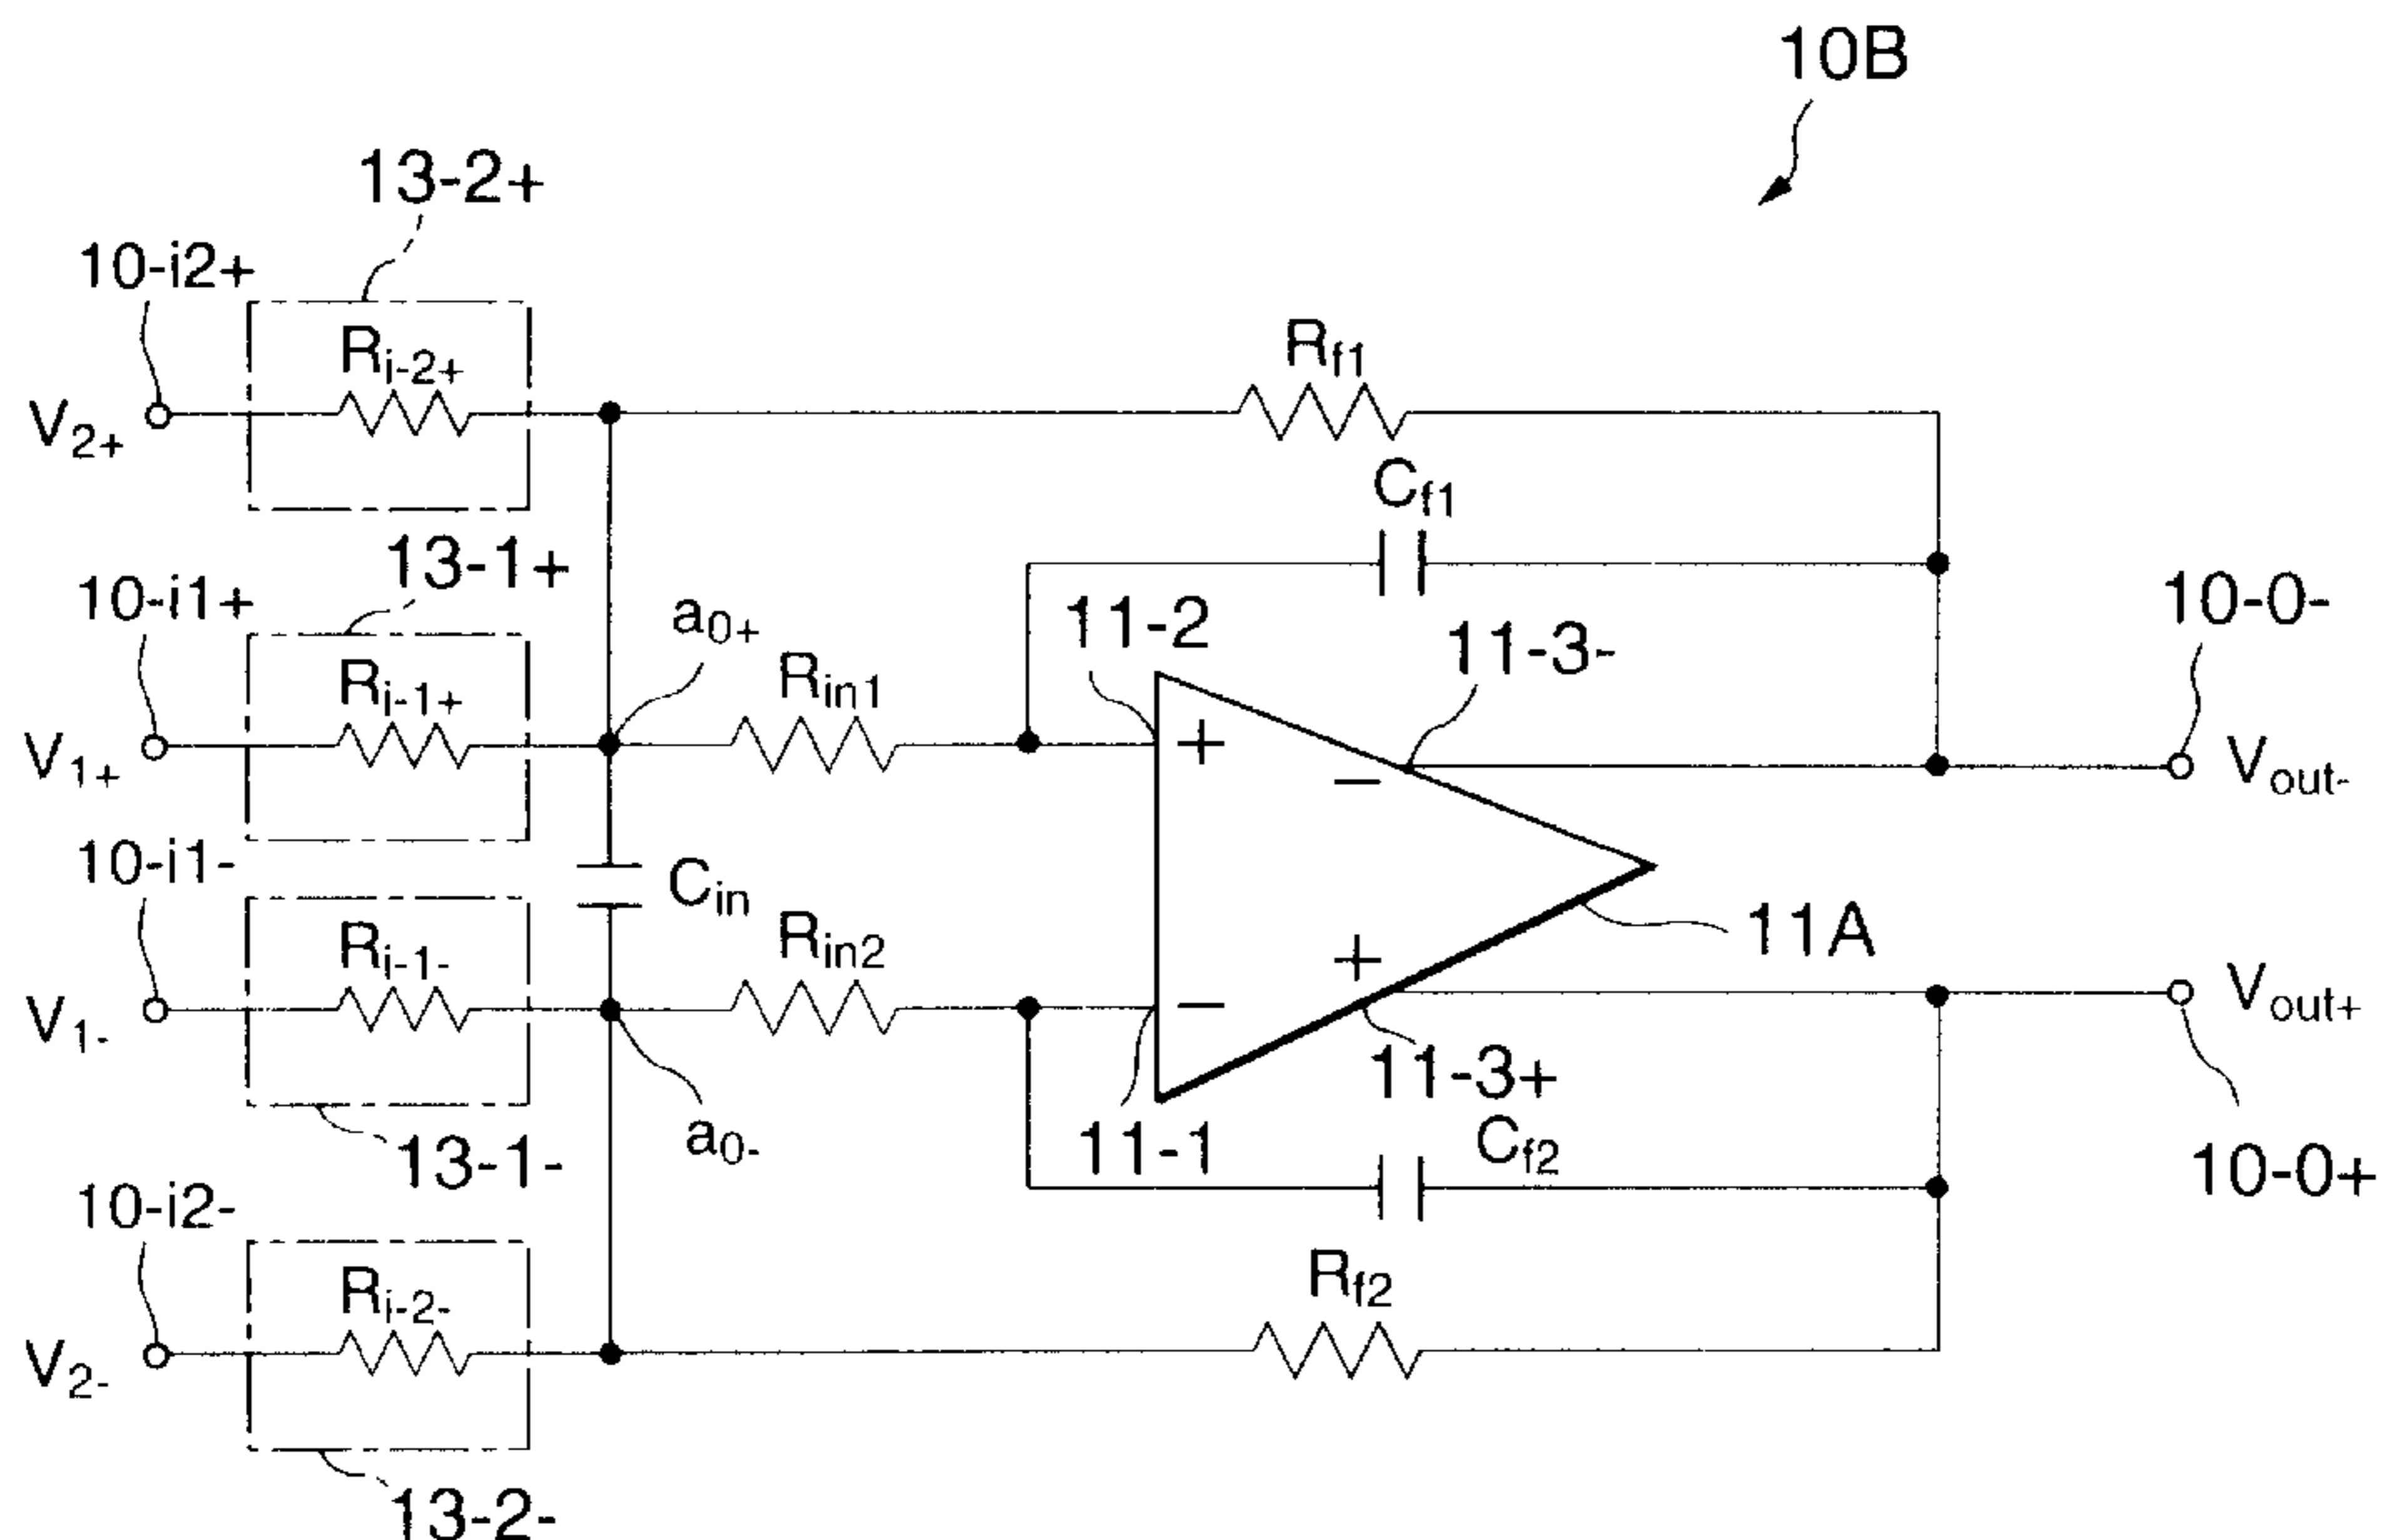 10B
13-2+
10-i2+
Ri-2+
V2+
Rf1
Cf1
13-1+
10-i1+
Ri-1+
V1+
a0+
Rin1
11-2
11-3-
10-0-
+
−
Vout-
10-i1-
Cin
Ri-1-
V1-
Rin2
+
−
11A
Vout+
13-1-
a0-
11-1
11-3+
Cf2
10-0+
10-i2-
Ri-2-
V2-
Rf2
13-2-